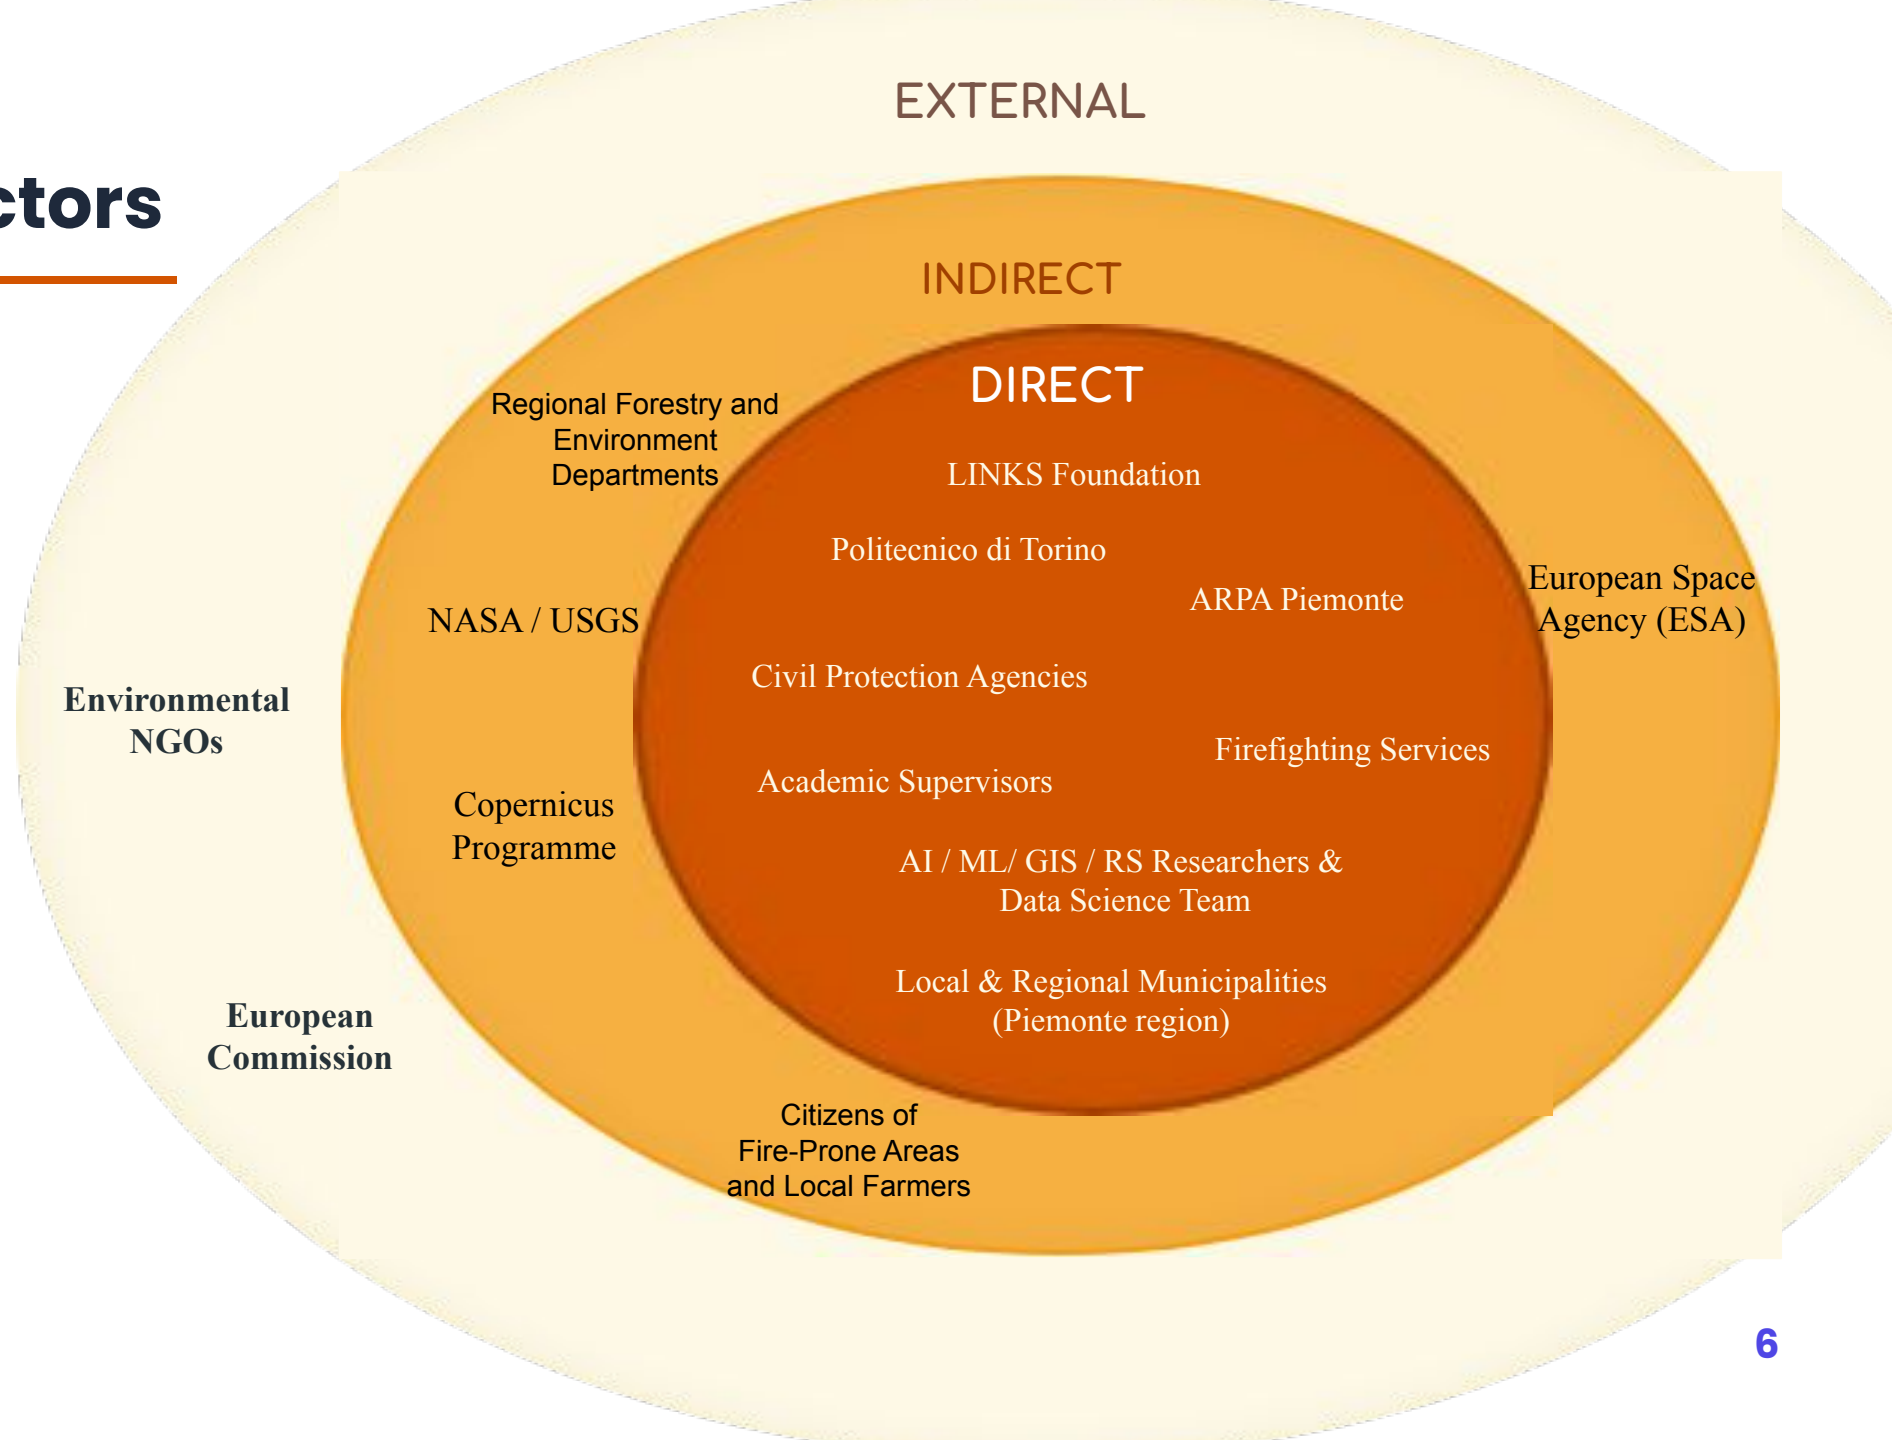 ctors
EXTERNAL
INDIRECT
DIRECT
Regional Forestry and
Environment
Departments
LINKS Foundation
Politecnico di Torino
ARPA Piemonte
European Space
Agency (ESA)
NASA / USGS
Civil Protection Agencies
Environmental
NGOs
Firefighting Services
Academic Supervisors
Copernicus
Programme
AI / ML/ GIS / RS Researchers &
Data Science Team
Local & Regional Municipalities
(Piemonte region)
European
Commission
Citizens of
Fire-Prone Areas
and Local Farmers
6